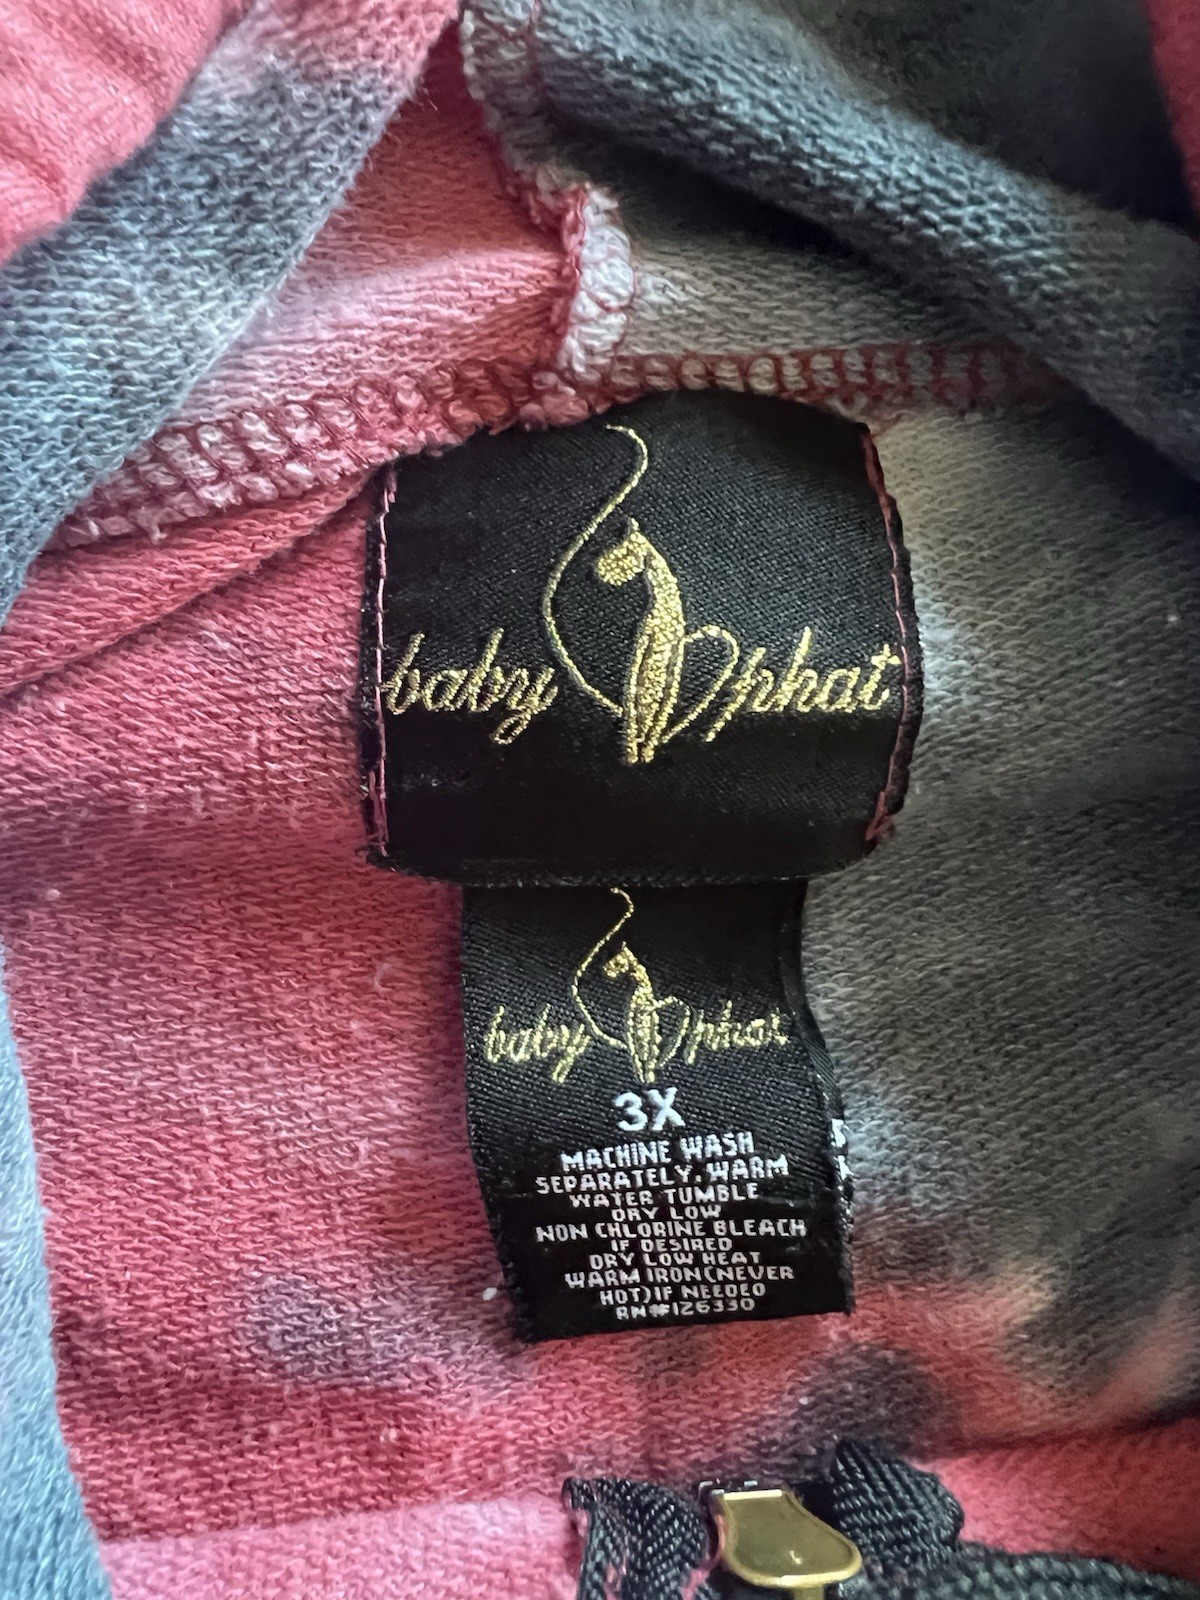 baby phat
baby phat
3X
MACHINE WASH
SEPARATELY. WARM
WATER TUMBLE
DRY LOW
NON CHLORINE BLEACH
IF DESIRED
DRY LOW HEAT
WARM IRON(NEVER
HOT)IF NEEDED
RN#126330